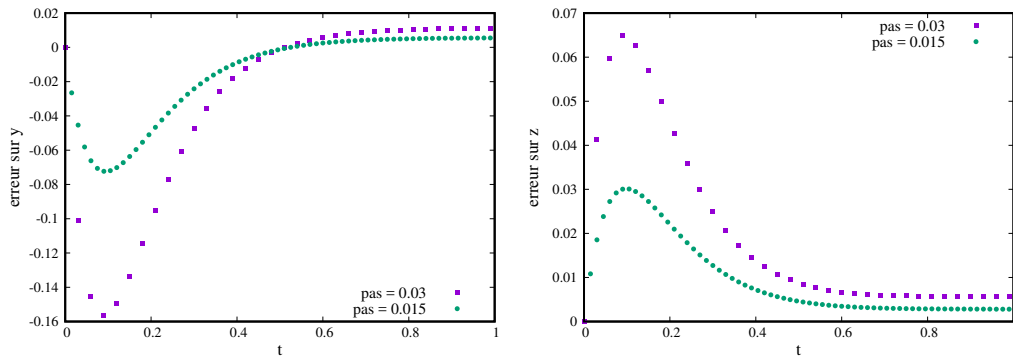 0.02
0
-0.02
-0.04
-0.06
-0.08
-0.1
-0.12
-0.14
-0.16
erreur sur y
0 0.2 0.4 0.6 0.8 1
t
pas = 0.03
pas = 0.015
0.07
0.06
0.05
0.04
0.03
0.02
0.01
0
erreur sur z
0 0.2 0.4 0.6 0.8
t
pas = 0.03
pas = 0.015